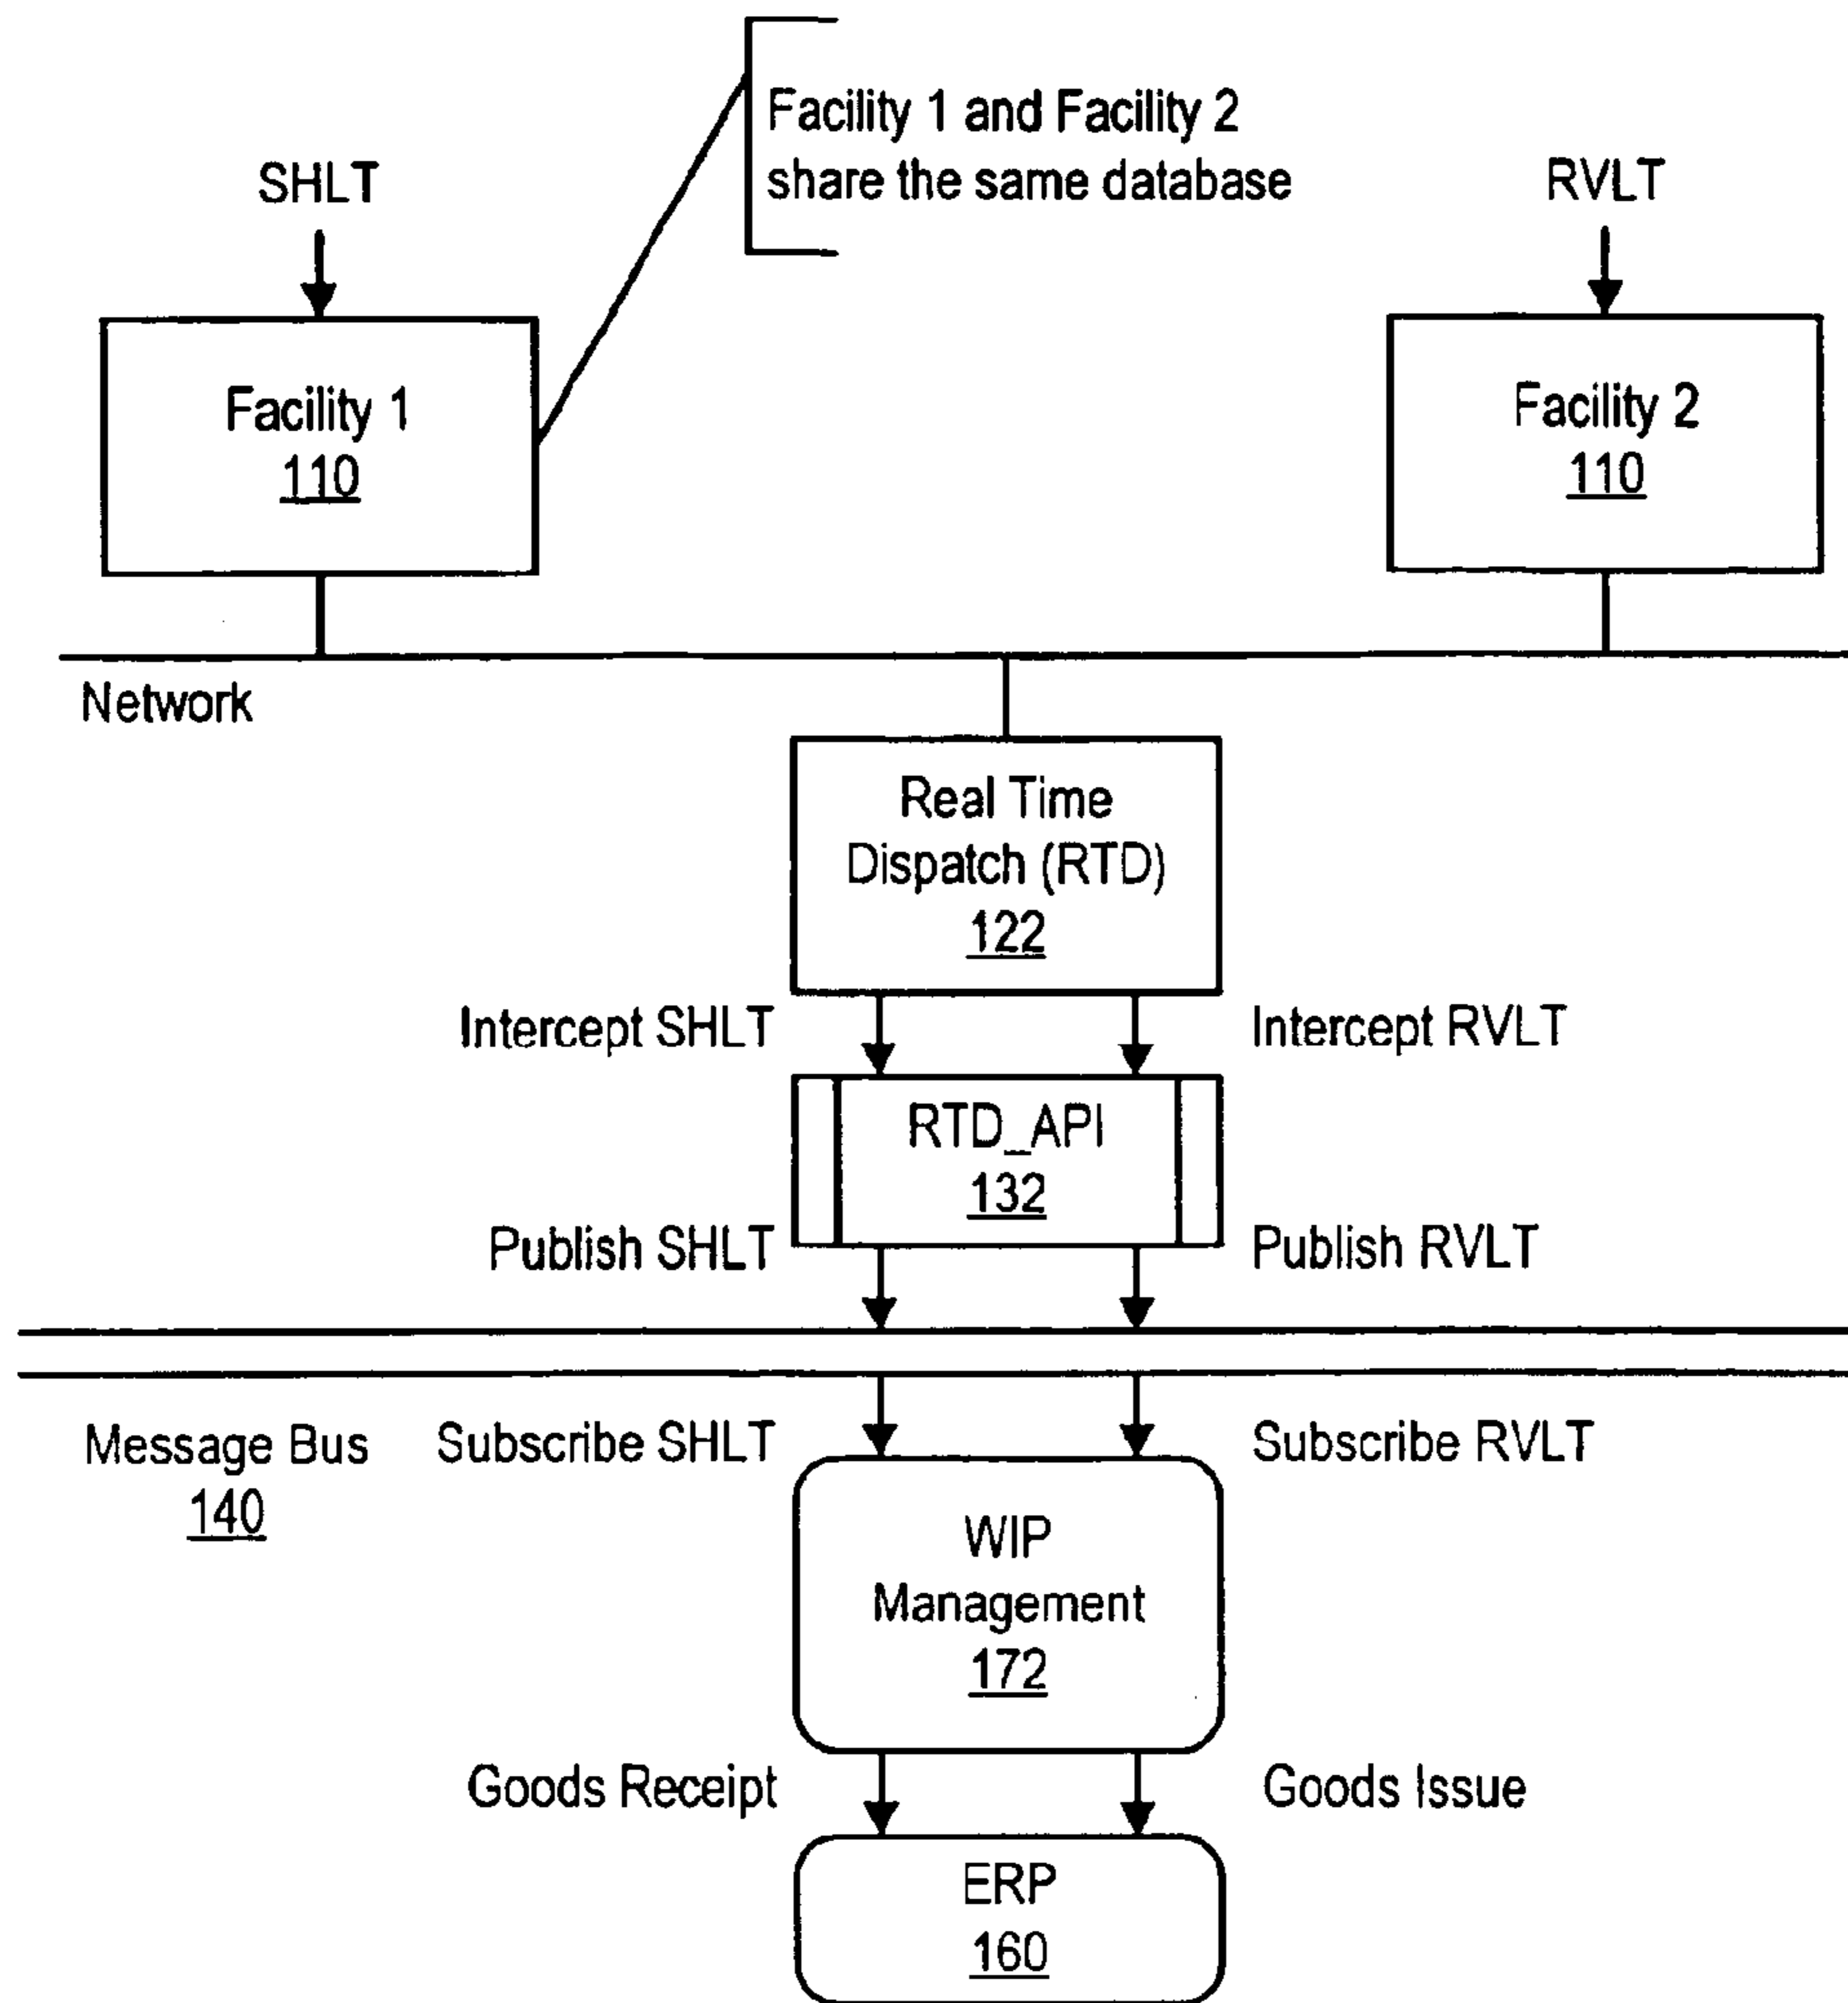 Facility 1 and Facility 2
share the same database
SHLT
RVLT
Facility 1
110
Facility 2
110
Network
Real Time
Dispatch (RTD)
122
Intercept SHLT
Intercept RVLT
RTD_API
132
Publish SHLT
Publish RVLT
Message Bus
140
Subscribe SHLT
Subscribe RVLT
WIP
Management
172
Goods Receipt
Goods Issue
ERP
160